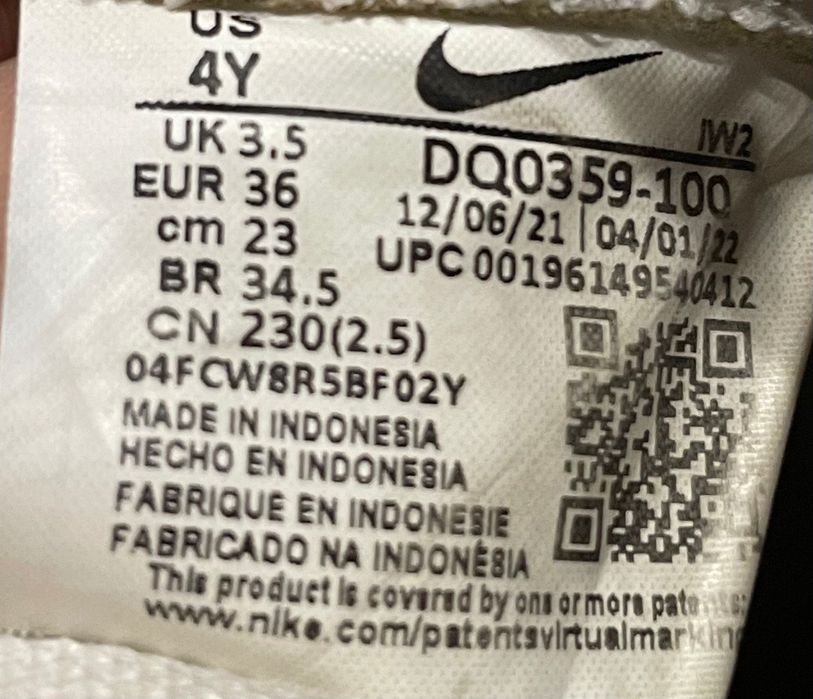 US
4Y
IW2
UK 3.5
EUR 36
cm 23
BR 34.5
CN 230(2.5)
DQ0359-100
12/06/21 | 04/01/22
UPC 00196149540412
04FCW8R5BF02Y
MADE IN INDONESIA
HECHO EN INDONESIA
FABRIQUE EN INDONESIE
FABRICADO NA INDONÉSIA
This product is covered by one or more
www.nike.com/patentsvirtualmarking